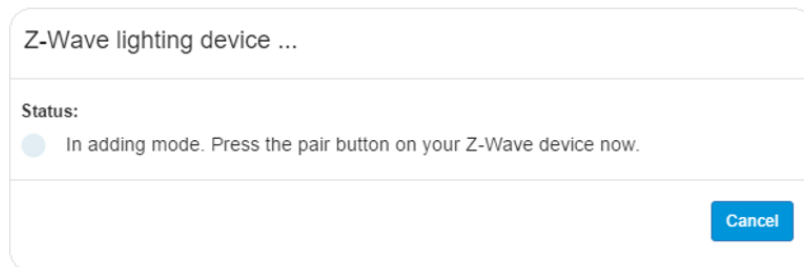 Z-Wave lighting device ...
Status:
In adding mode. Press the pair button on your Z-Wave device now.
Cancel